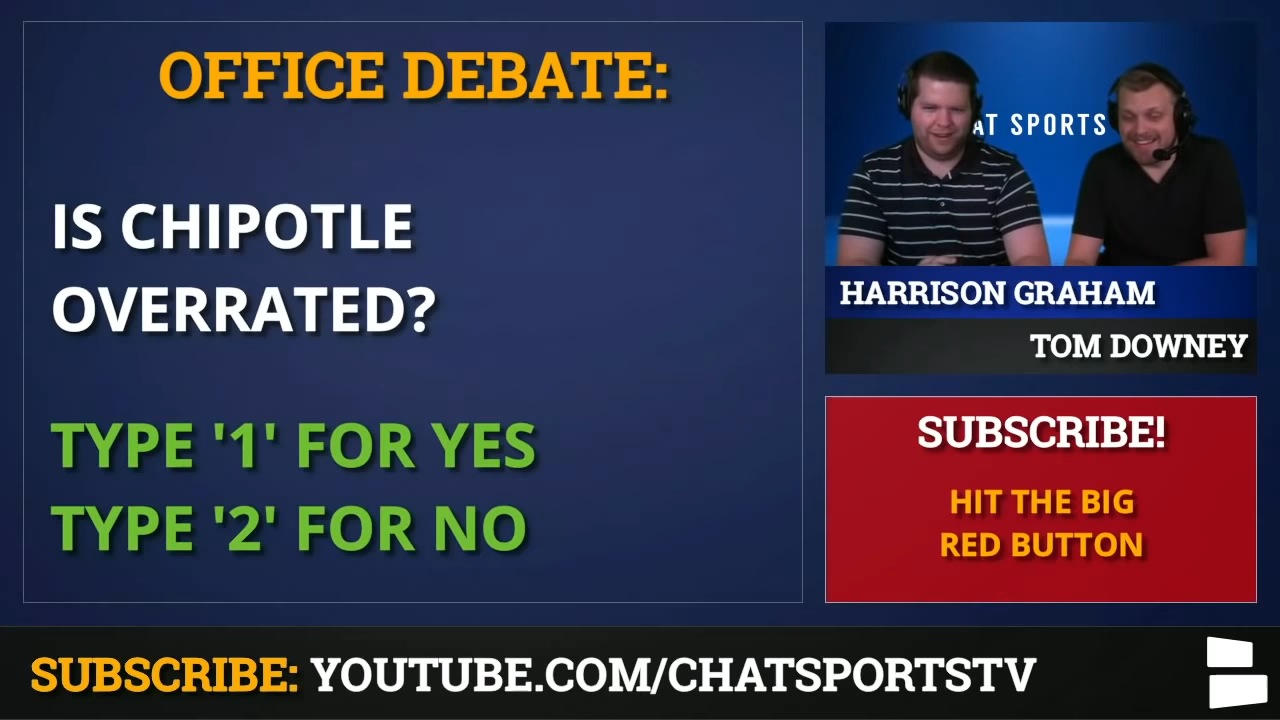 OFFICE DEBATE:
IS CHIPOTLE
OVERRATED?
TYPE '1' FOR YES
TYPE '2' FOR NO
AT SPORTS
HARRISON GRAHAM
TOM DOWNEY
SUBSCRIBE!
HIT THE BIG
RED BUTTON
SUBSCRIBE: YOUTUBE.COM/CHATSPORTSTV